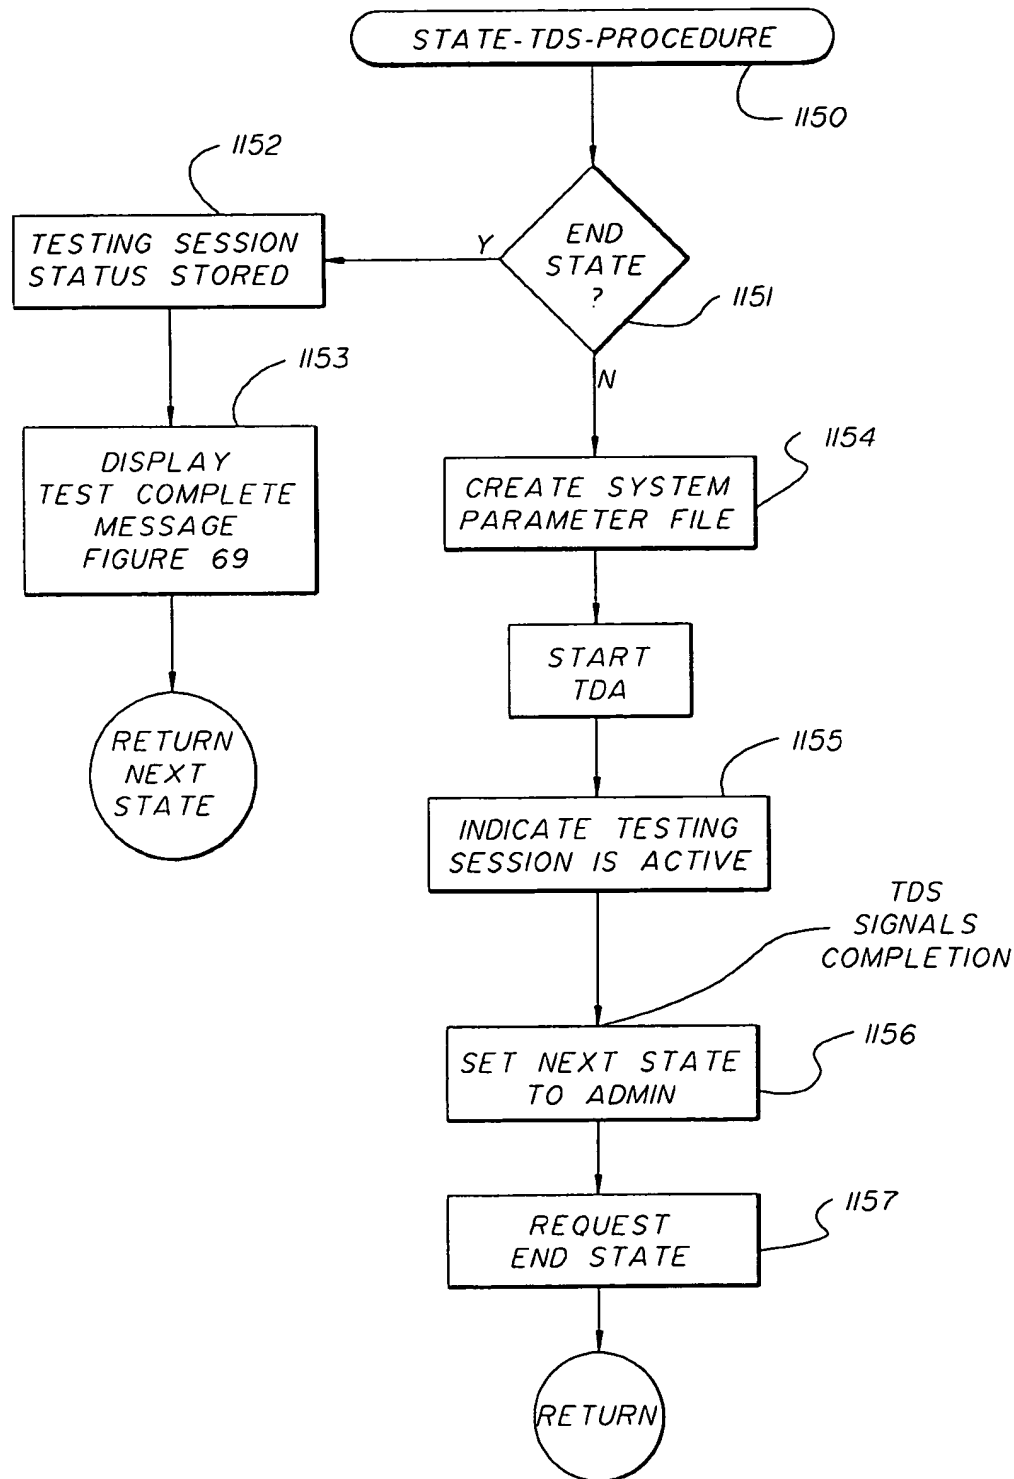 STATE-TDS-PROCEDURE
1150
END
STATE
?
1151
Y
N
1152
TESTING SESSION
STATUS STORED
1153
DISPLAY
TEST COMPLETE
MESSAGE
FIGURE 69
RETURN
NEXT
STATE
1154
CREATE SYSTEM
PARAMETER FILE
START
TDA
1155
INDICATE TESTING
SESSION IS ACTIVE
TDS
SIGNALS
COMPLETION
1156
SET NEXT STATE
TO ADMIN
1157
REQUEST
END STATE
RETURN